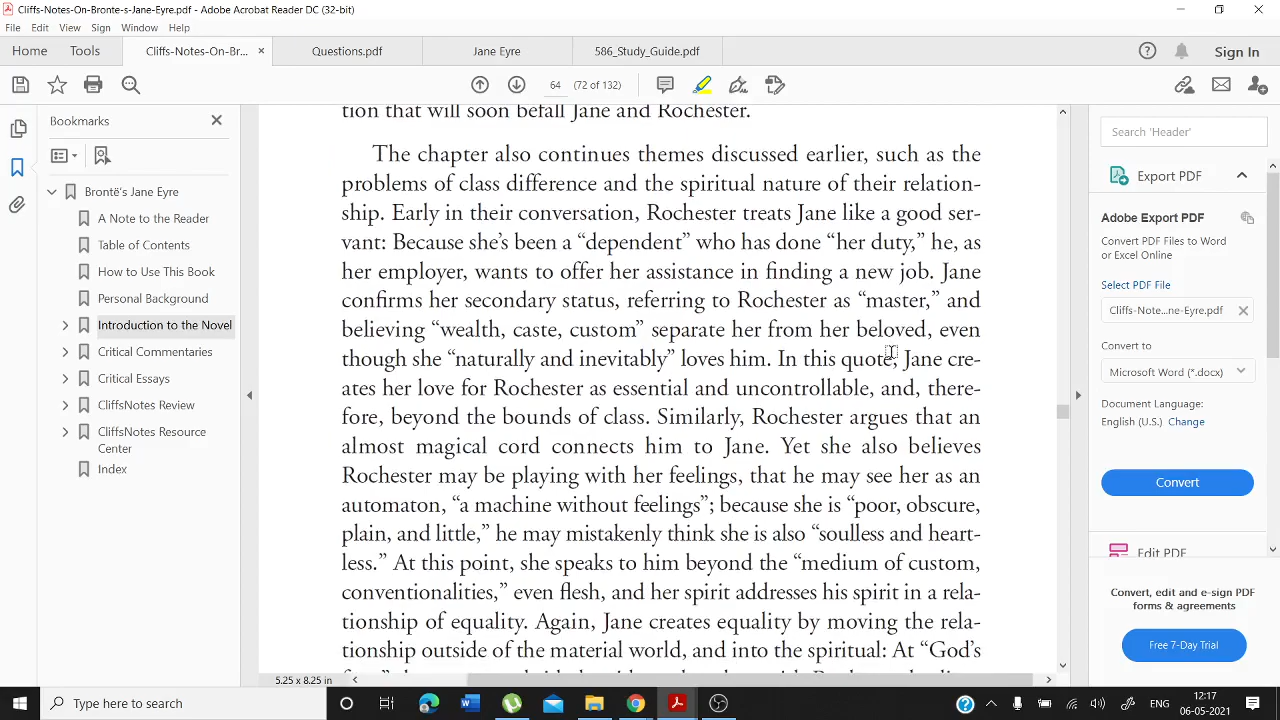 Cliffs-Notes-On-Bronte-s-Jane-Eyre.pdf - Adobe Acrobat Reader DC (32-bit)
File Edit View Sign Window Help
Home Tools Cliffs-Notes-On-Br... × Questions.pdf Jane Eyre 586_Study_Guide.pdf Sign In
64 (72 of 132)
Bookmarks
Brontë's Jane Eyre
A Note to the Reader
Table of Contents
How to Use This Book
Personal Background
Introduction to the Novel
Critical Commentaries
Critical Essays
CliffsNotes Review
CliffsNotes Resource
Center
Index
tion that will soon befall Jane and Rochester.
The chapter also continues themes discussed earlier, such as the
problems of class difference and the spiritual nature of their relation-
ship. Early in their conversation, Rochester treats Jane like a good ser-
vant: Because she’s been a “dependent” who has done “her duty,” he, as
her employer, wants to offer her assistance in finding a new job. Jane
confirms her secondary status, referring to Rochester as “master,” and
believing “wealth, caste, custom” separate her from her beloved, even
though she “naturally and inevitably” loves him. In this quote, Jane cre-
ates her love for Rochester as essential and uncontrollable, and, there-
fore, beyond the bounds of class. Similarly, Rochester argues that an
almost magical cord connects him to Jane. Yet she also believes
Rochester may be playing with her feelings, that he may see her as an
automaton, “a machine without feelings”; because she is “poor, obscure,
plain, and little,” he may mistakenly think she is also “soulless and heart-
less.” At this point, she speaks to him beyond the “medium of custom,
conventionalities,” even flesh, and her spirit addresses his spirit in a rela-
tionship of equality. Again, Jane creates equality by moving the rela-
tionship outside of the material world, and into the spiritual: At “God’s
5.25 x 8.25 in
Search 'Header'
Export PDF
Adobe Export PDF
Convert PDF Files to Word
or Excel Online
Select PDF File
Cliffs-Note...ne-Eyre.pdf
Convert to
Microsoft Word (*.docx)
Document Language:
English (U.S.) Change
Convert
Edit PDF
Convert, edit and e-sign PDF
forms & agreements
Free 7-Day Trial
Type here to search
ENG
12:17
06-05-2021